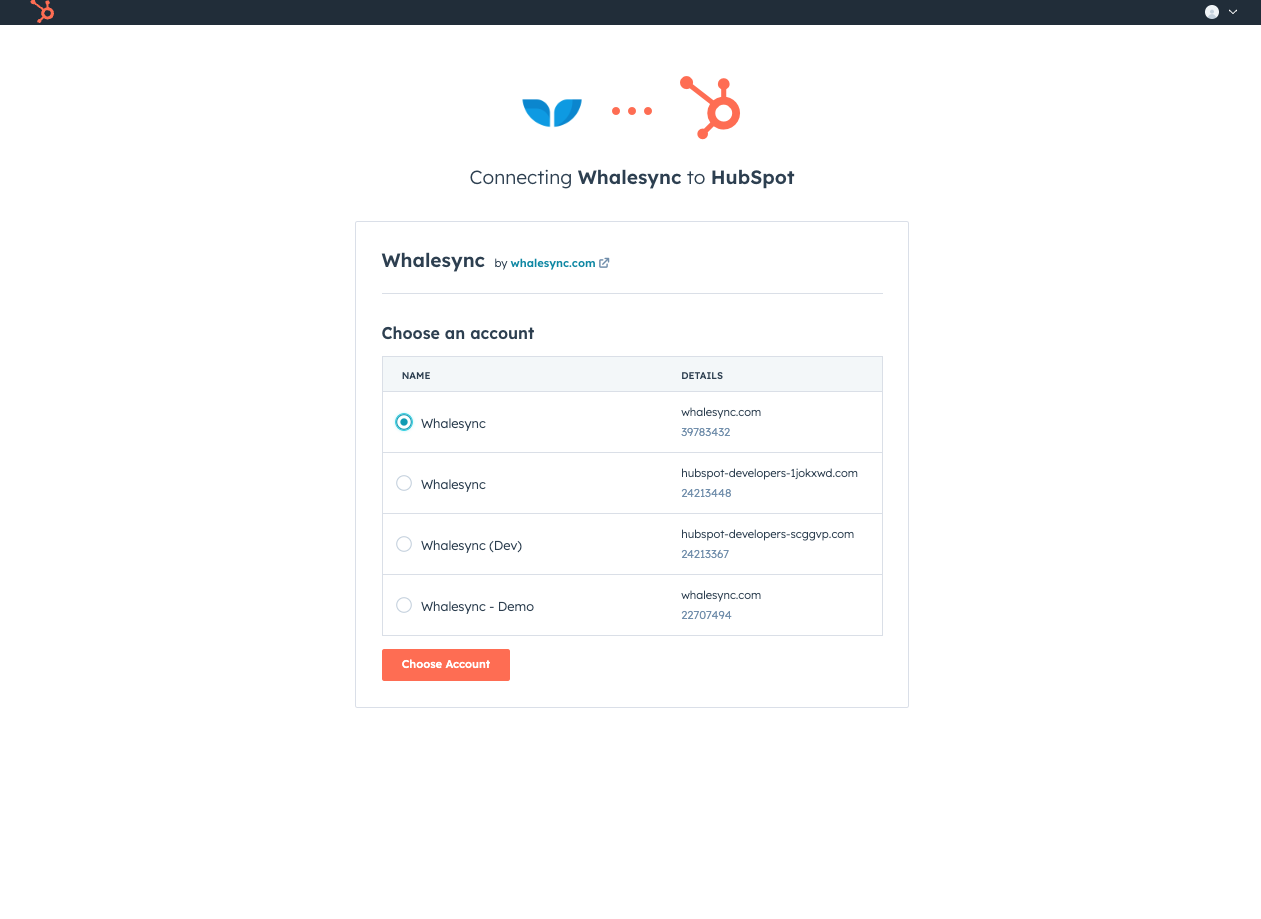 Connecting Whalesync to HubSpot
Whalesync by whalesync.com
Choose an account
NAME DETAILS
Whalesync whalesync.com
39783432
Whalesync hubspot-developers-1jokxwd.com
24213448
Whalesync (Dev) hubspot-developers-scggvp.com
24213367
Whalesync - Demo whalesync.com
22707494
Choose Account